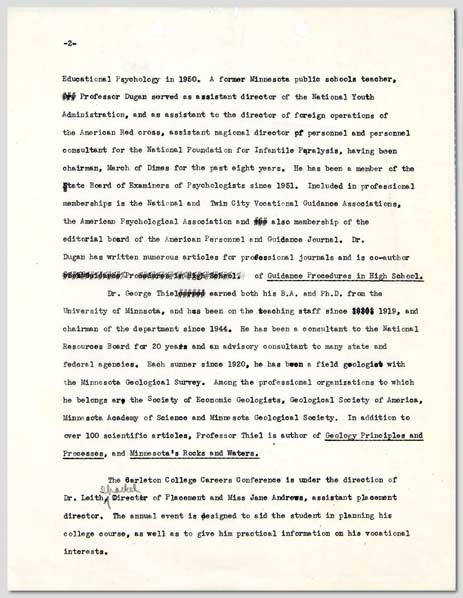 -2-
Educational Psychology in 1950. A former Minnesota public schools teacher,
Professor Dugan served as assistant director of the National Youth
Administration, and as assistant to the director of foreign operations of
the American Red cross, assistant nagional director of personnel and personnel
consultant for the National Foundation for Infantile Paralysis, having been
chairman, March of Dimes for the past eight years. He has been a member of the
State Board of Examiners of Psychologists since 1951. Included in professional
memberships is the National and Twin City Vocational Guidance Associations,
the American Psychological Association and also membership of the
editorial board of the American Personnel and Guidance Journal. Dr.
Dugan has written numerous articles for professional journals and is co-author
Procedures in High School. of Guidance Procedures in High School.
Dr. George Thiel earned both his B.A. and Ph.D. from the
University of Minnsota, and has been on the teaching staff since 1919, and
chairman of the department since 1944. He has been a consultant to the National
Resources Board for 20 years and an advisory consultant to many state and
federal agencies. Each summer since 1920, he has been a field geologist with
the Minnesota Geological Survey. Among the professional organizations to which
he belongs are the Society of Economic Geologists, Geological Society of America,
Minnesota Academy of Science and Minnesota Geological Society. In addition to
over 100 scientific articles, Professor Thiel is author of Geology Principles and
Processes, and Minnesota's Rocks and Waters.
The Carleton College Careers Conference is under the direction of
Shackel
Dr. Leith, Director of Placement and Miss Jane Andrews, assistant placement
director. The annual event is designed to aid the student in planning his
college course, as well as to give him practical information on his vocational
interests.